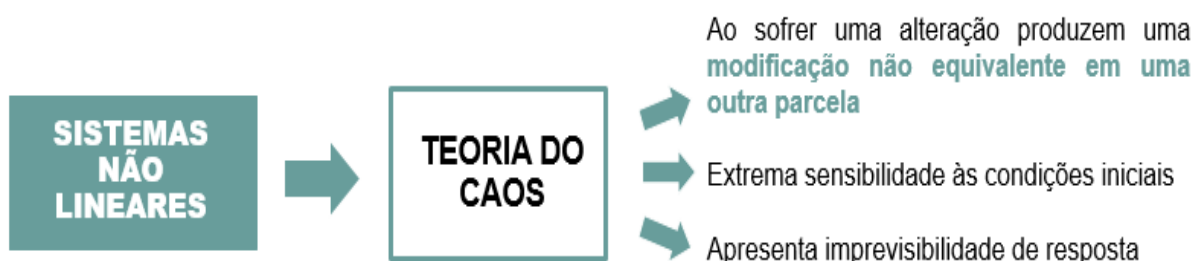 SISTEMAS
NÃO
LINEARES
TEORIA DO
CAOS
Ao sofrer uma alteração produzem uma
modificação não equivalente em uma
outra parcela
Extrema sensibilidade às condições iniciais
Apresenta imprevisibilidade de resposta